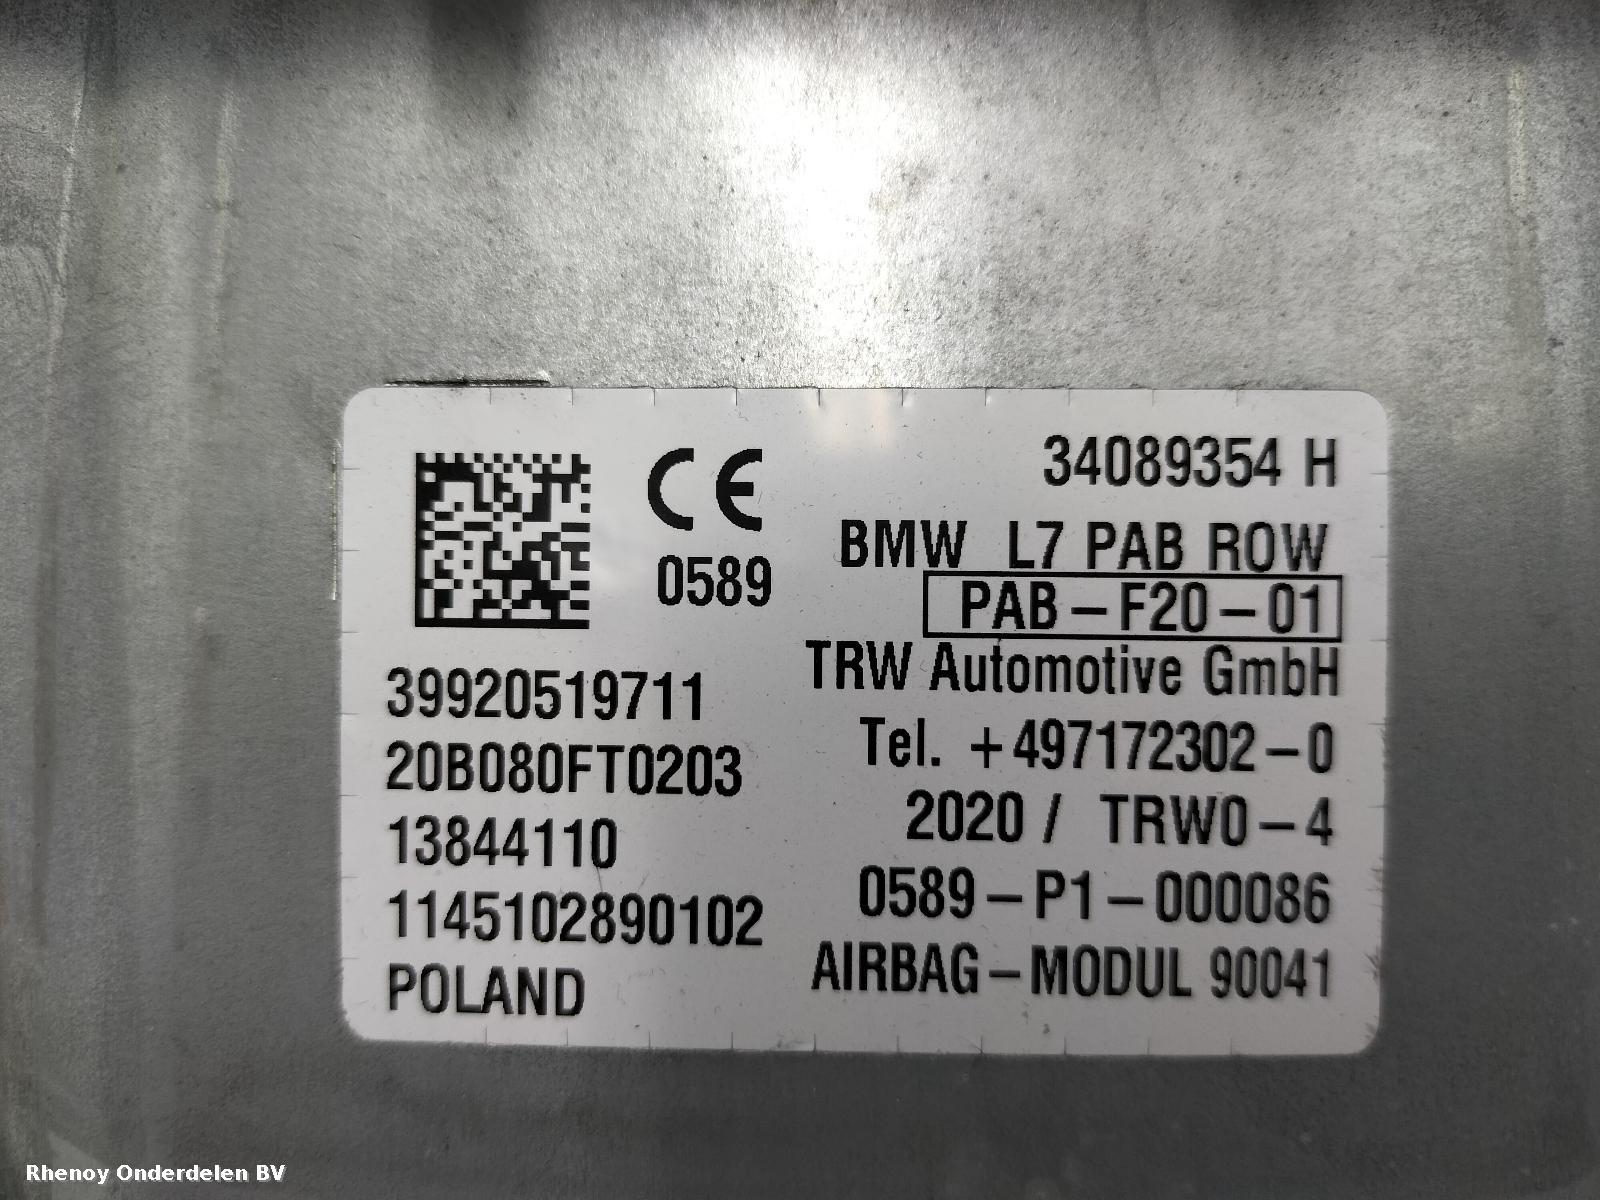 CE
0589
34089354 H
BMW L7 PAB ROW
PAB-F20-01
TRW Automotive GmbH
Tel. +497172302-0
2020 / TRW0-4
0589-P1-000086
AIRBAG-MODUL 90041
39920519711
20B080FT0203
13844110
1145102890102
POLAND
Rhenoy Onderdelen BV